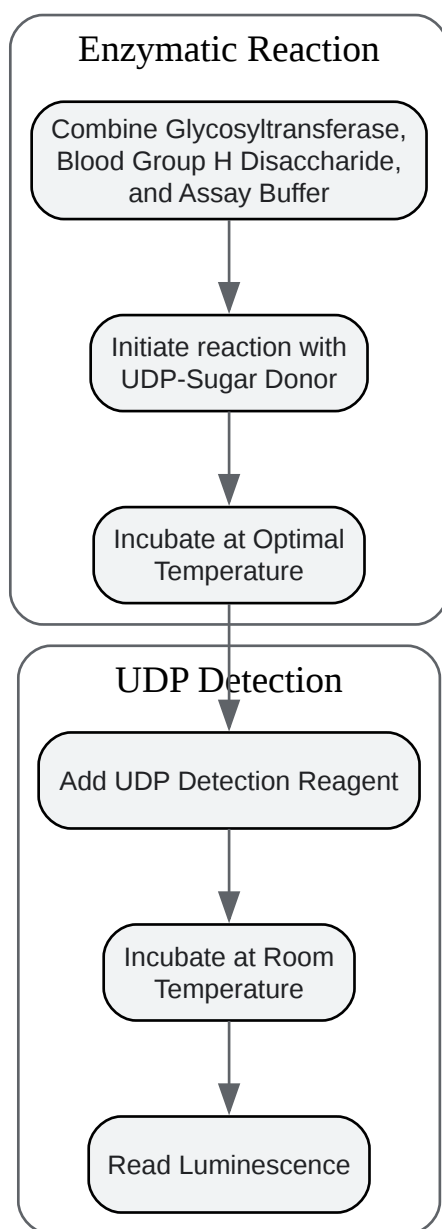 Enzymatic Reaction
Combine Glycosyltransferase,
Blood Group H Disaccharide,
and Assay Buffer
Initiate reaction with
UDP-Sugar Donor
Incubate at Optimal
Temperature
UDP Detection
Add UDP Detection Reagent
Incubate at Room
Temperature
Read Luminescence